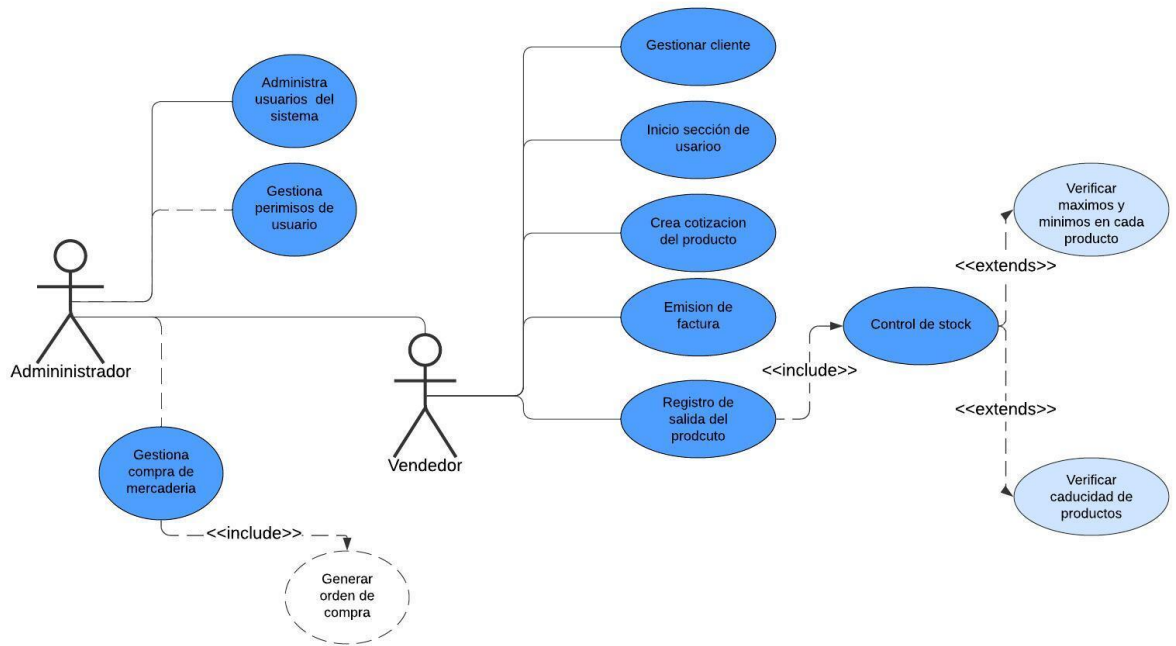 Gestionar cliente
Administra
usuarios del
sistema
Inicio sección de
usarioo
Gestiona
perimisos de
usuario
Verificar
maximos y
minimos en cada
producto
Crea cotizacion
del producto
<<extends>>
Emision de
factura
Control de stock
Admininistrador
<<include>>
Registro de
salida del
prodcuto
<<extends>>
Vendedor
Gestiona
compra de
mercaderia
Verificar
caducidad de
productos
<<include>>
Generar
orden de
compra